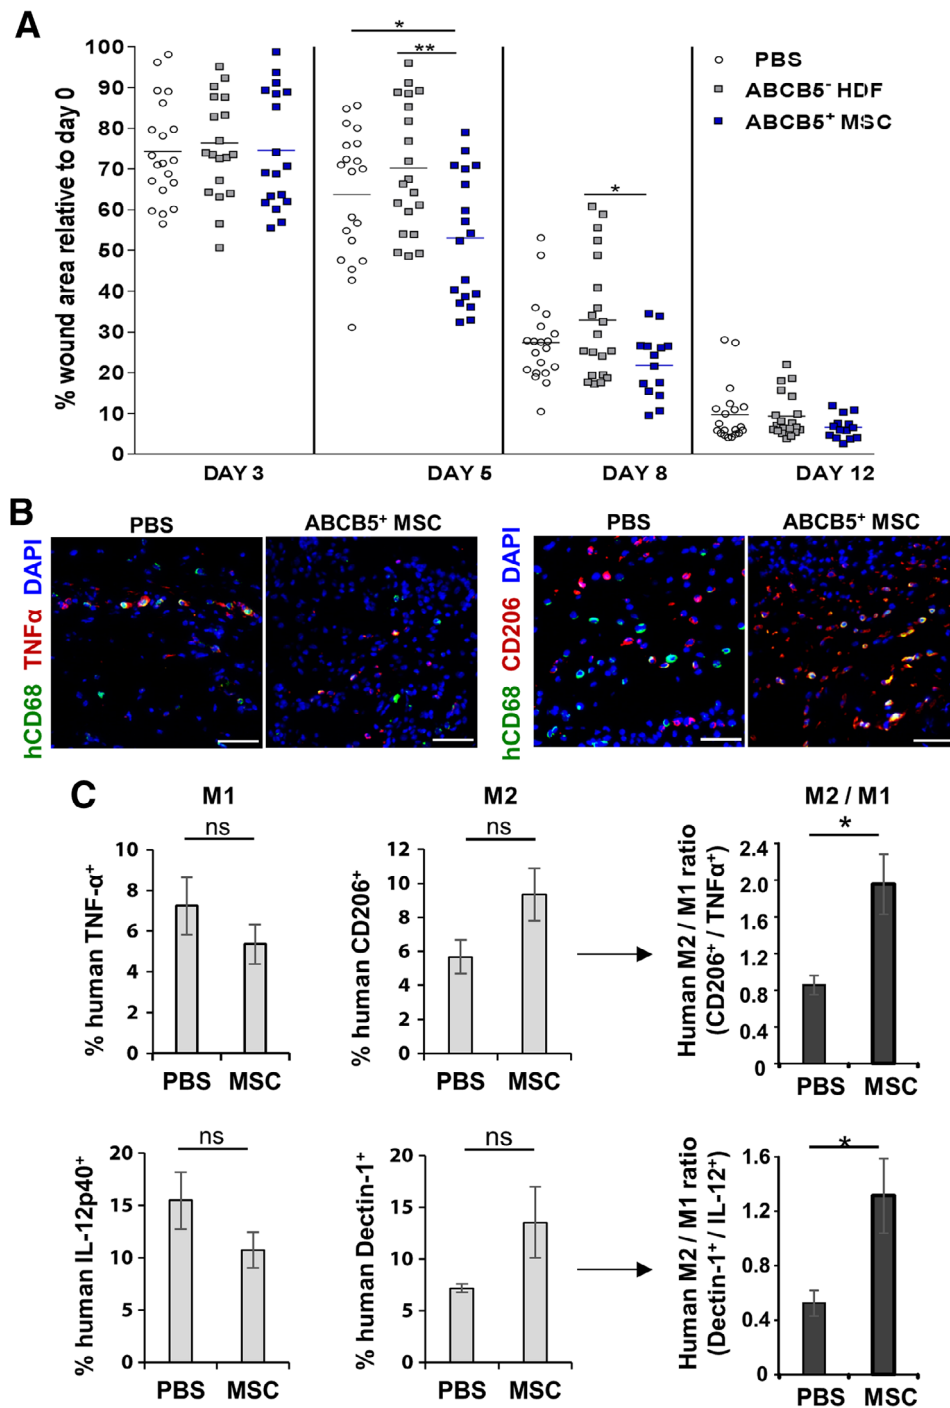 A
% wound area relative to day 0
100
90
80
70
60
50
40
30
20
10
0
*
**
*
PBS
ABCB5⁻ HDF
ABCB5⁺ MSC
DAY 3
DAY 5
DAY 8
DAY 12
B
PBS
ABCB5⁺ MSC
PBS
ABCB5⁺ MSC
hCD68 TNFα DAPI
hCD68 CD206 DAPI
C
M1
M2
M2 / M1
ns
ns
*
% human TNF-α⁺
10
8
6
4
2
0
PBS
MSC
% human CD206⁺
12
10
8
6
4
2
0
PBS
MSC
Human M2 / M1 ratio
(CD206⁺ / TNFα⁺)
2.4
2.0
1.2
0.8
0.4
0
PBS
MSC
ns
ns
*
% human IL-12p40⁺
20
15
10
5
0
PBS
MSC
% human Dectin-1⁺
20
15
10
5
0
PBS
MSC
Human M2 / M1 ratio
(Dectin-1⁺ / IL-12⁺)
1.6
1.2
0.8
0.4
0
PBS
MSC